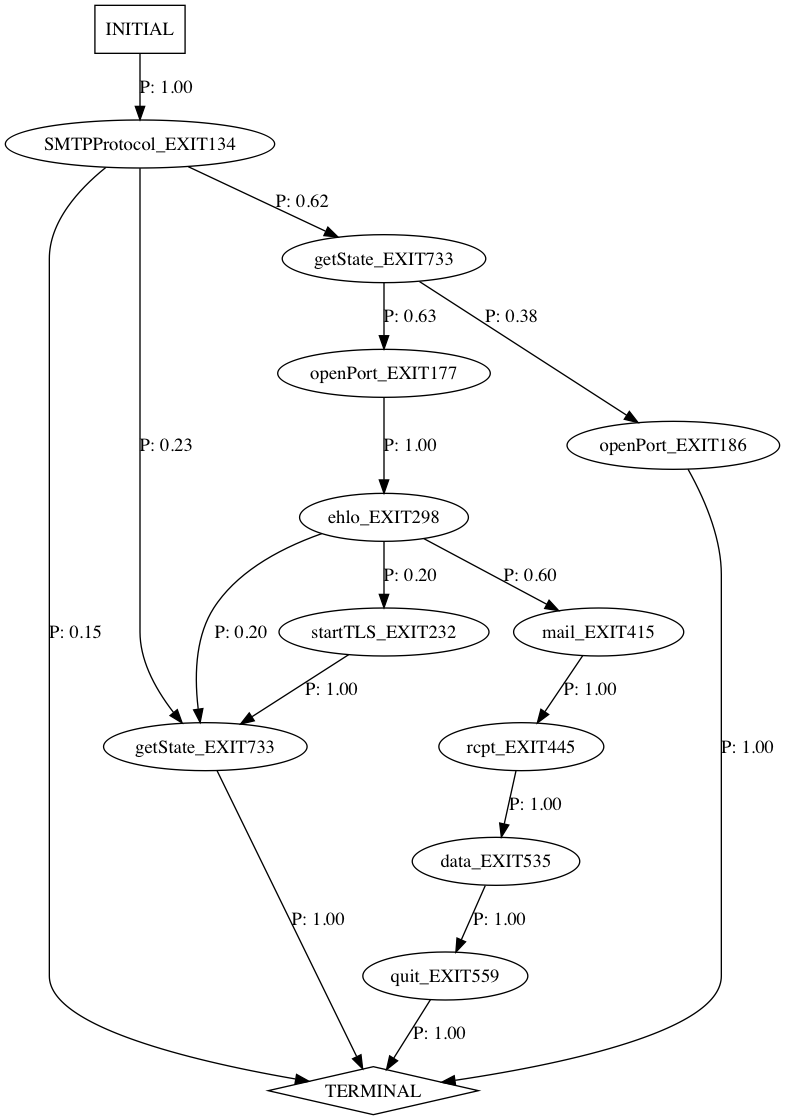 INITIAL
P: 1.00
SMTPProtocol_EXIT134
P: 0.62
getState_EXIT733
P: 0.63
P: 0.38
openPort_EXIT177
P: 0.23
P: 1.00
openPort_EXIT186
ehlo_EXIT298
P: 0.20
P: 0.60
P: 0.15
P: 0.20
startTLS_EXIT232
mail_EXIT415
P: 1.00
P: 1.00
getState_EXIT733
rcpt_EXIT445
P: 1.00
P: 1.00
data_EXIT535
P: 1.00
P: 1.00
quit_EXIT559
P: 1.00
TERMINAL